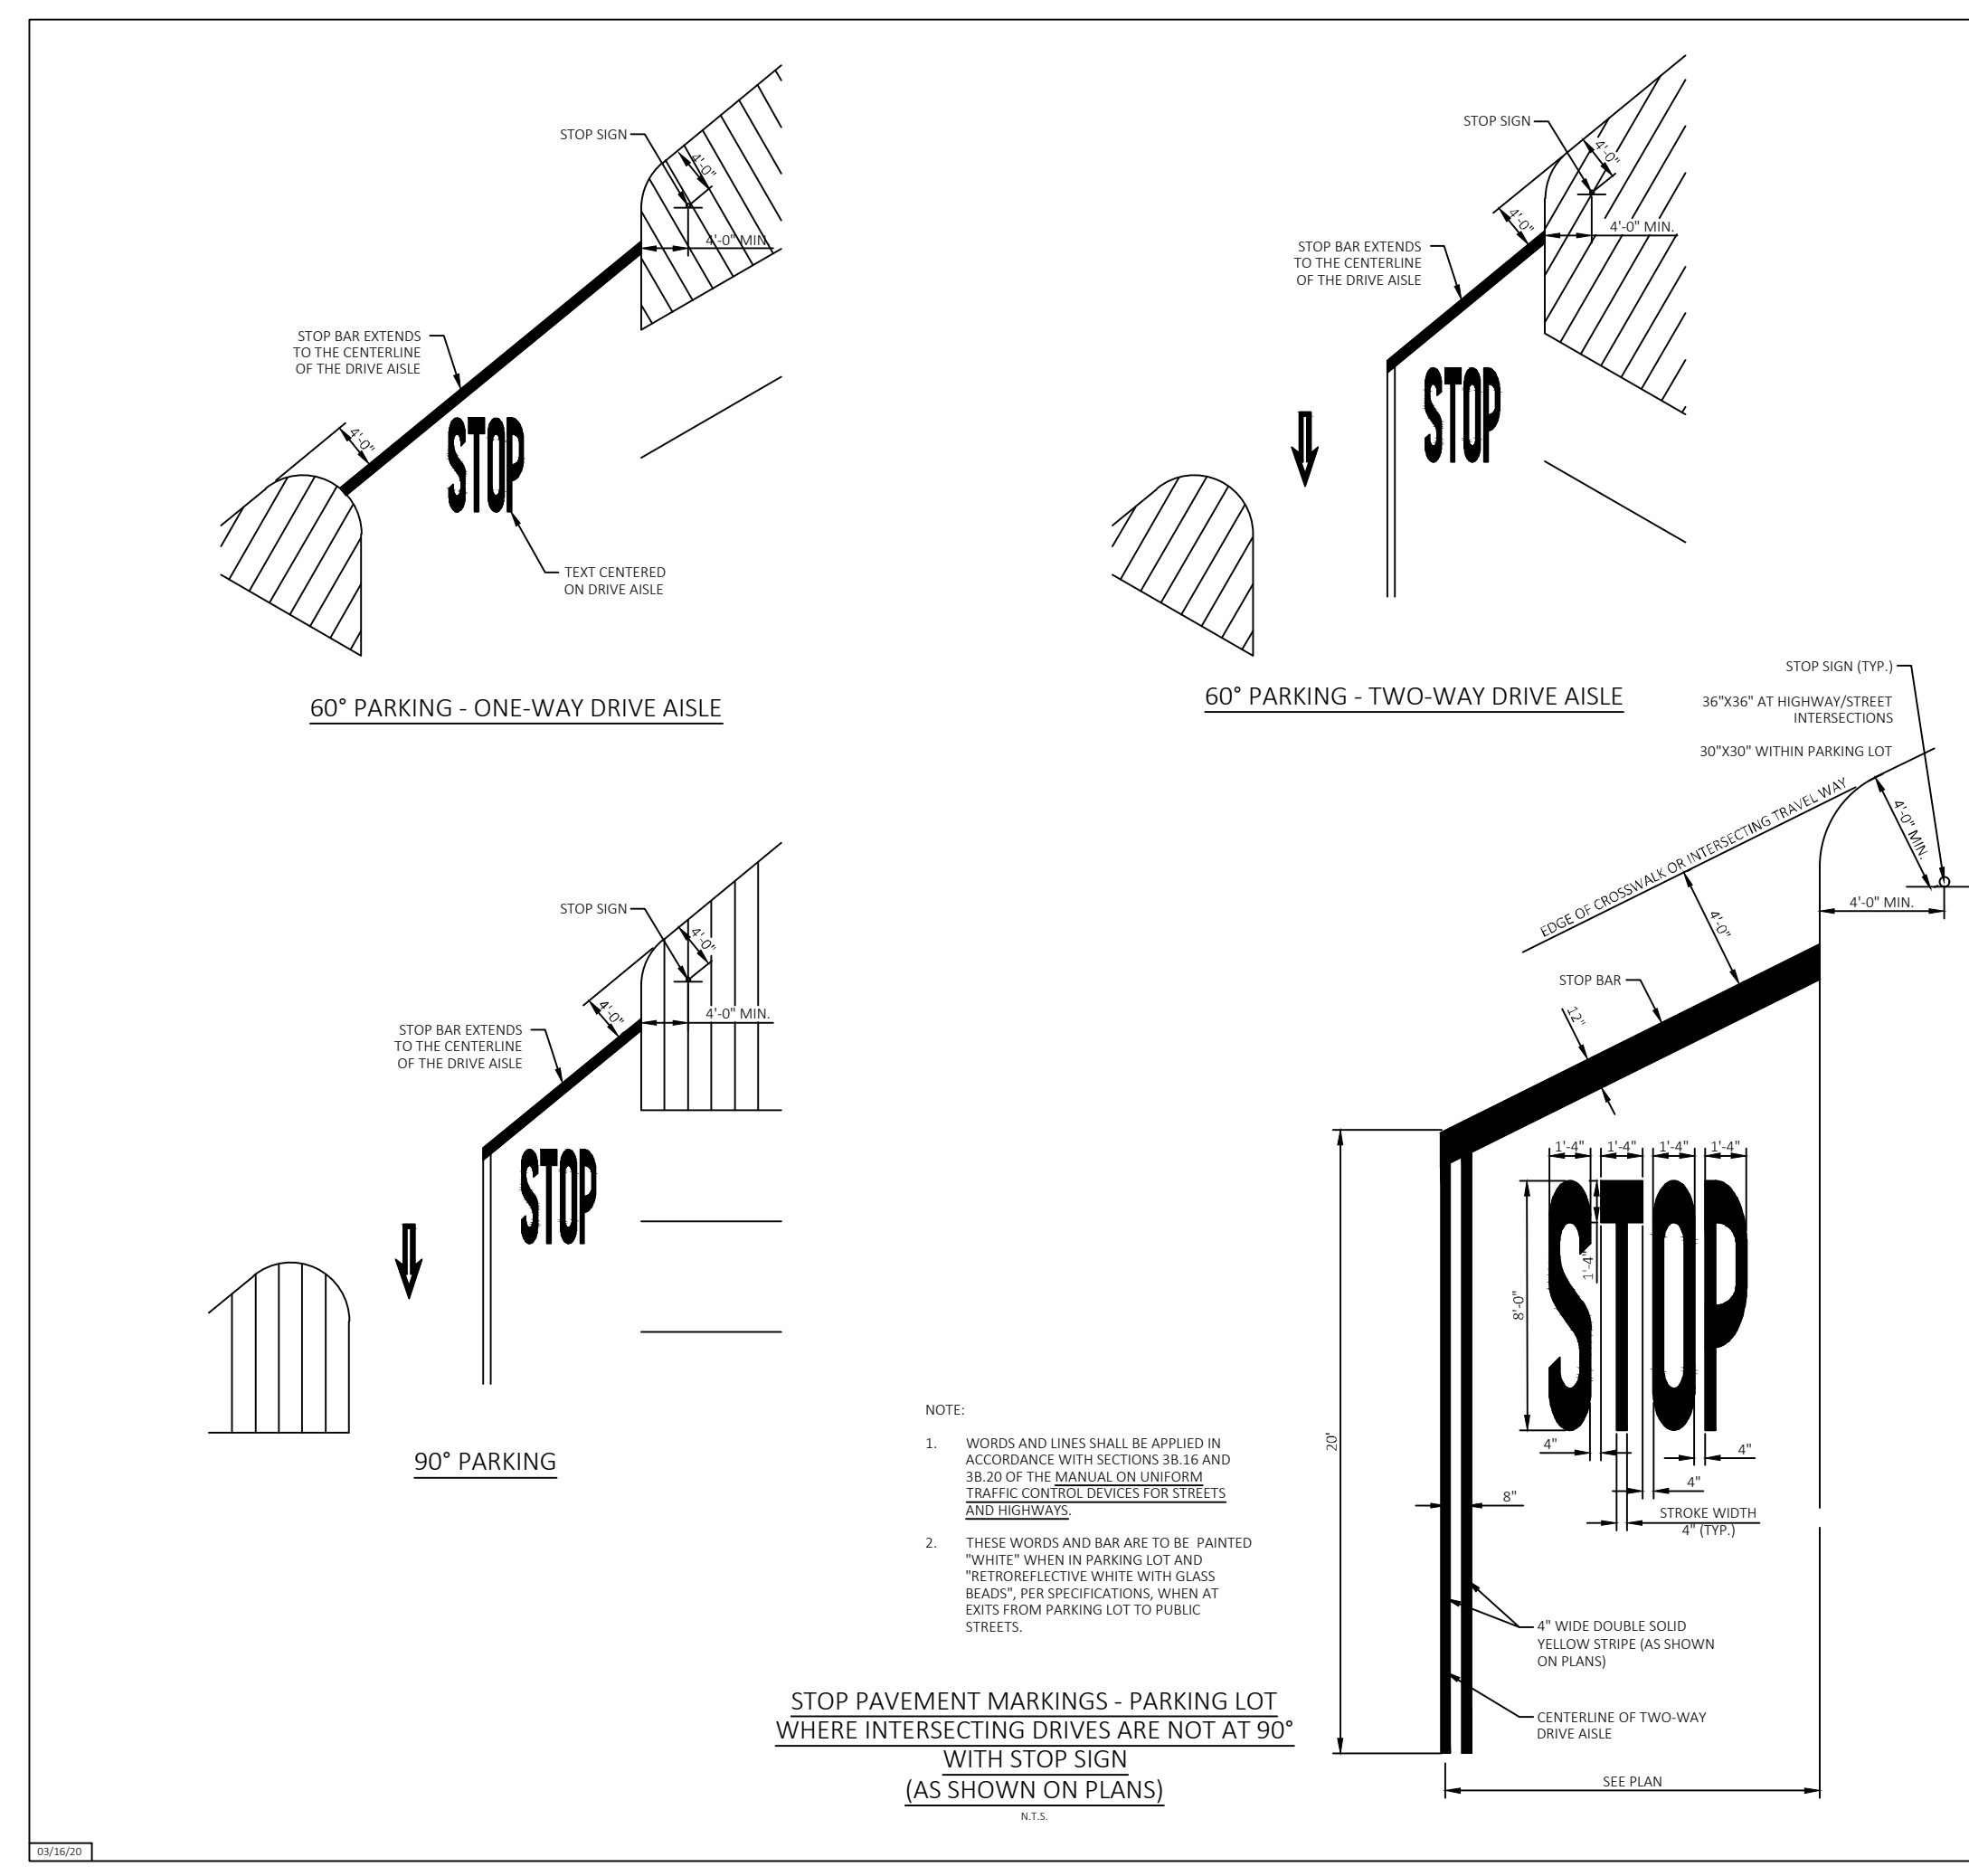 STOP SIGN
4'-0"
4'-0" MIN.
STOP BAR EXTENDS
TO THE CENTERLINE
OF THE DRIVE AISLE
4'-0"
STOP
TEXT CENTERED
ON DRIVE AISLE
60° PARKING - ONE-WAY DRIVE AISLE
STOP SIGN
4'-0"
4'-0"
4'-0" MIN.
STOP BAR EXTENDS
TO THE CENTERLINE
OF THE DRIVE AISLE
STOP
60° PARKING - TWO-WAY DRIVE AISLE
STOP SIGN
4'-0"
4'-0"
4'-0" MIN.
STOP BAR EXTENDS
TO THE CENTERLINE
OF THE DRIVE AISLE
STOP
90° PARKING
STOP SIGN (TYP.)
36"X36" AT HIGHWAY/STREET
INTERSECTIONS
30"X30" WITHIN PARKING LOT
EDGE OF CROSSWALK OR INTERSECTING TRAVEL WAY
4'-0" MIN.
4'-0" MIN.
4'-0"
STOP BAR
12"
1'-4" 1'-4" 1'-4" 1'-4"
1'-4"
8'-0"
STOP
4"
4"
4"
STROKE WIDTH
4" (TYP.)
20'
8"
4" WIDE DOUBLE SOLID
YELLOW STRIPE (AS SHOWN
ON PLANS)
CENTERLINE OF TWO-WAY
DRIVE AISLE
SEE PLAN
NOTE:
1. WORDS AND LINES SHALL BE APPLIED IN
ACCORDANCE WITH SECTIONS 3B.16 AND
3B.20 OF THE MANUAL ON UNIFORM
TRAFFIC CONTROL DEVICES FOR STREETS
AND HIGHWAYS.
2. THESE WORDS AND BAR ARE TO BE PAINTED
"WHITE" WHEN IN PARKING LOT AND
"RETROREFLECTIVE WHITE WITH GLASS
BEADS", PER SPECIFICATIONS, WHEN AT
EXITS FROM PARKING LOT TO PUBLIC
STREETS.
STOP PAVEMENT MARKINGS - PARKING LOT
WHERE INTERSECTING DRIVES ARE NOT AT 90°
WITH STOP SIGN
(AS SHOWN ON PLANS)
N.T.S.
03/16/20